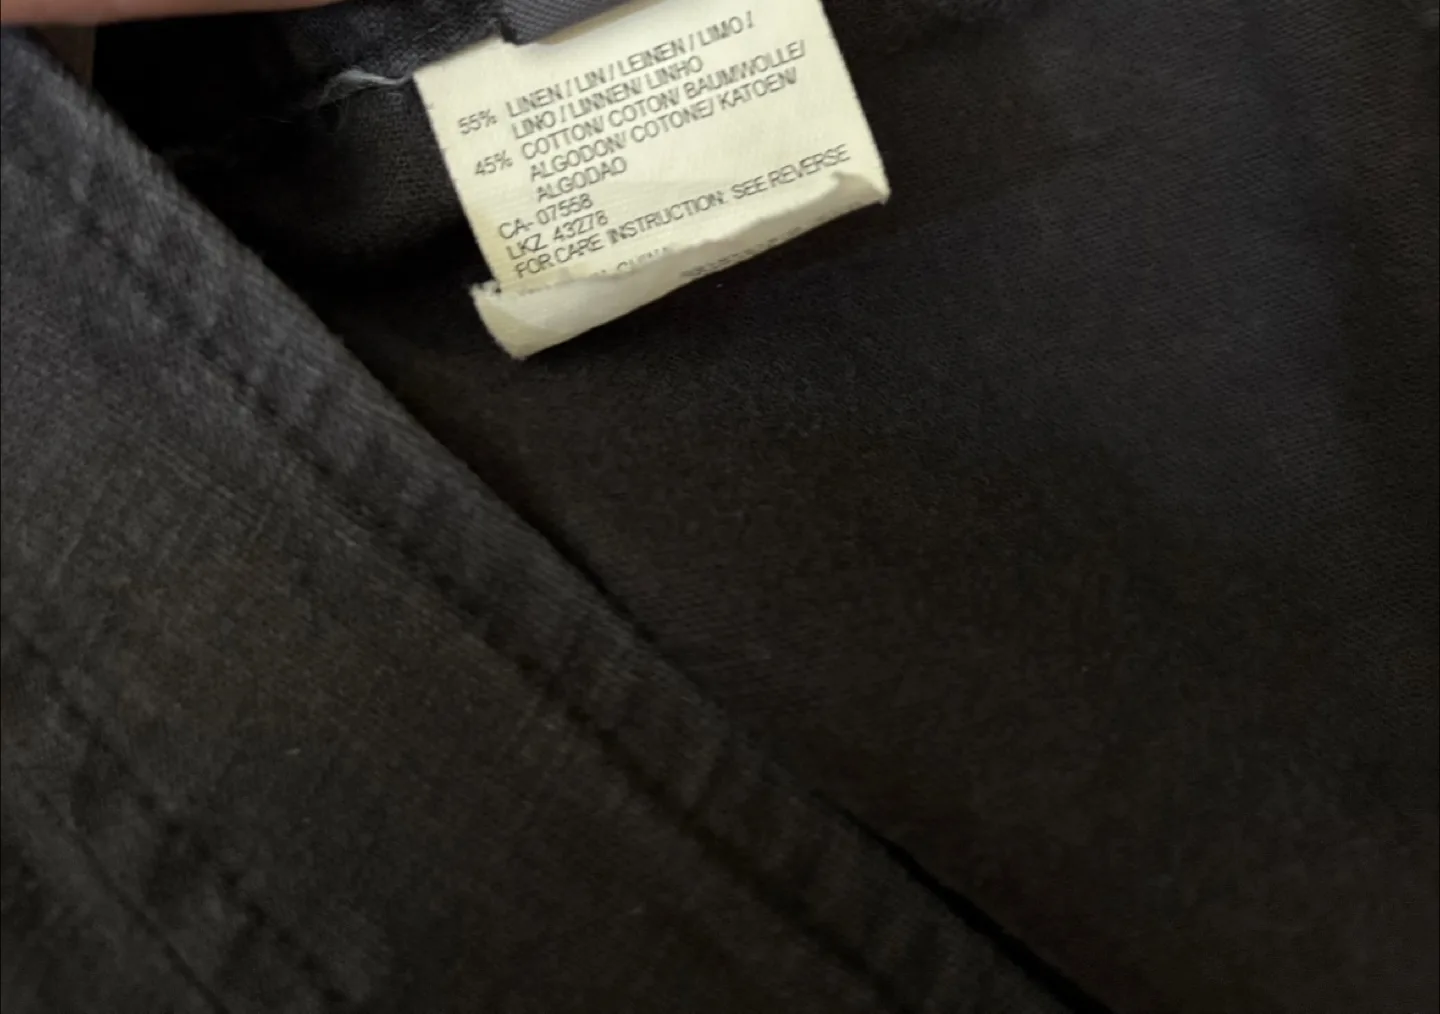 55% LINEN / LIN / LEINEN / LIMO /
LINO / LINNEN/ LINHO
45% COTTON/ COTON/ BAUMWOLLE/
ALGODON/ COTONE/ KATOEN/
ALGODAO
CA- 07558
LKZ 43278
FOR CARE INSTRUCTION: SEE REVERSE